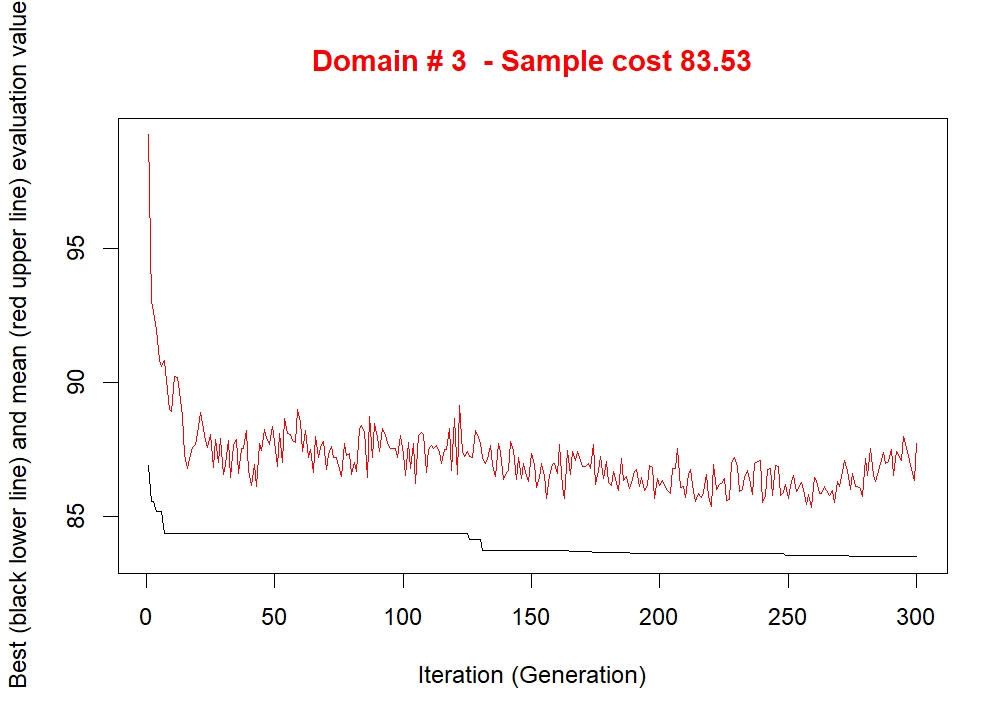 Domain # 3  - Sample cost 83.53
Best (black lower line) and mean (red upper line) evaluation value
95
90
85
0 50 100 150 200 250 300
Iteration (Generation)